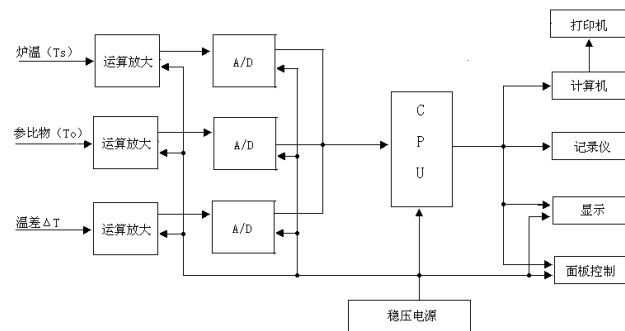 打印机
炉温（Ts）
运算放大
A/D
计算机
参比物（To）
运算放大
A/D
C
P
U
记录仪
温差ΔT
运算放大
A/D
显示
面板控制
稳压电源